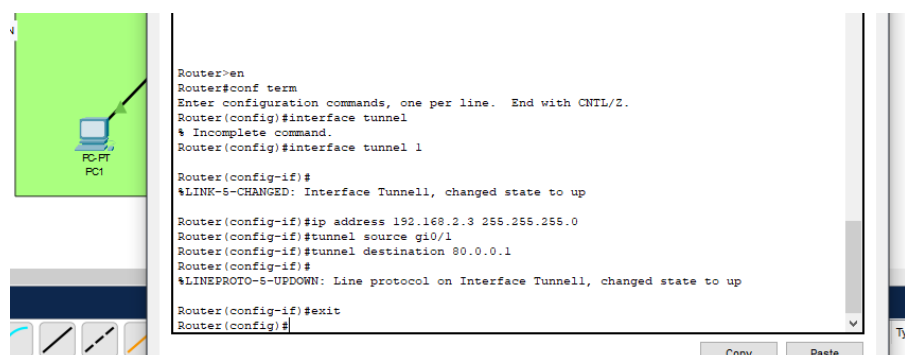 N
Router>en
Router#conf term
Enter configuration commands, one per line.  End with CNTL/Z.
Router(config)#interface tunnel
% Incomplete command.
Router(config)#interface tunnel 1
Router(config-if)#
%LINK-5-CHANGED: Interface Tunnel1, changed state to up
Router(config-if)#ip address 192.168.2.3 255.255.255.0
Router(config-if)#tunnel source gi0/1
Router(config-if)#tunnel destination 80.0.0.1
Router(config-if)#
%LINEPROTO-5-UPDOWN: Line protocol on Interface Tunnel1, changed state to up
Router(config-if)#exit
Router(config)#
PC-PT
PC1
Copy
Paste